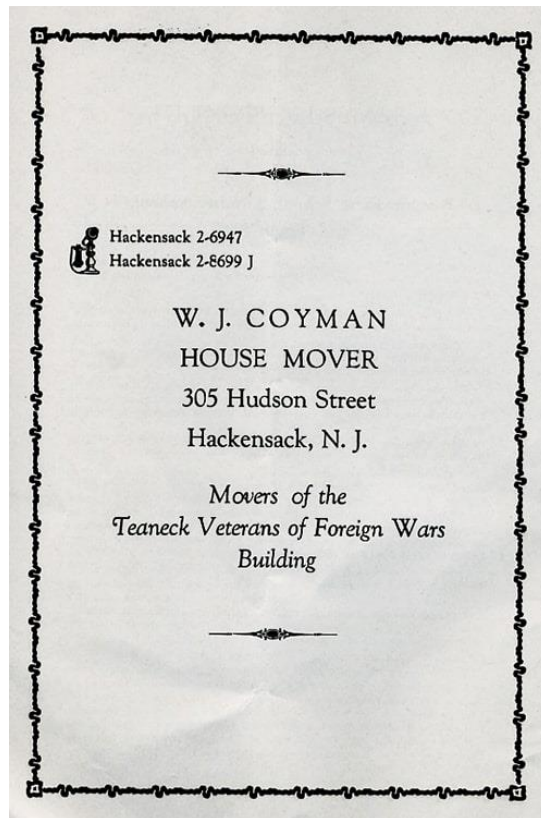 Hackensack 2-6947
Hackensack 2-8699 J
W. J. COYMAN
HOUSE MOVER
305 Hudson Street
Hackensack, N. J.
Movers of the
Teaneck Veterans of Foreign Wars
Building